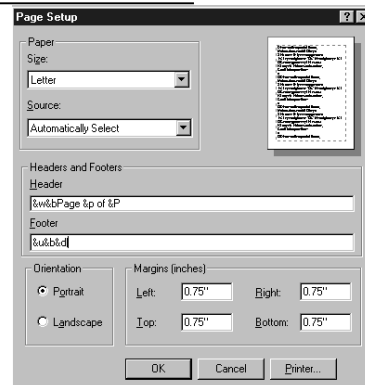 Page Setup
Paper
Size:
Letter
Source:
Automatically Select
Headers and Footers
Header
&w&bPage &p of &P
Footer
&u&b&d
Orientation
Portrait
Landscape
Margins (inches)
Left: 0.75" Right: 0.75"
Top: 0.75" Bottom: 0.75"
OK Cancel Printer...